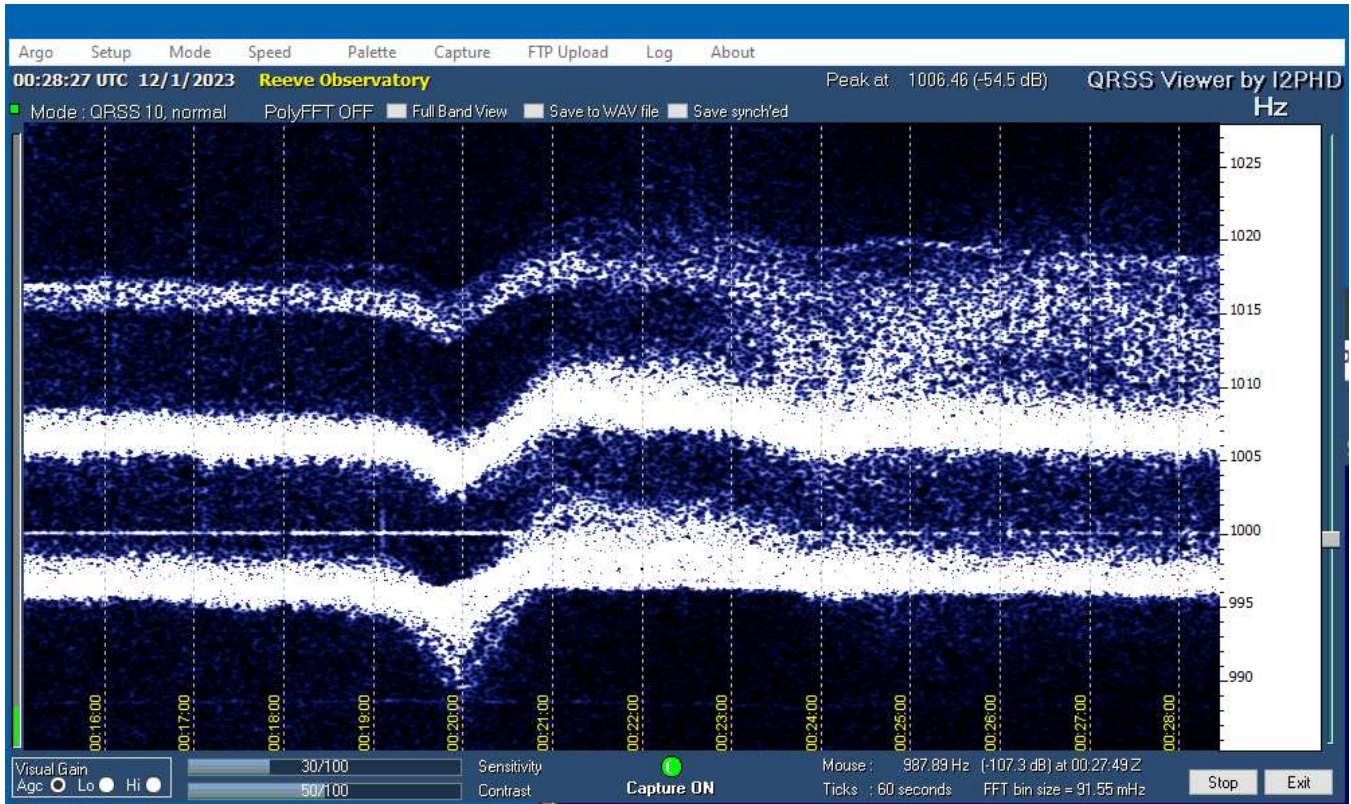 Argo Setup Mode Speed Palette Capture FTP Upload Log About
00:28:27 UTC 12/1/2023 Reeve Observatory Peak at 1006.46 (-54.5 dB) QRSS Viewer by I2PHD
Mode : QRSS 10, normal PolyFFT OFF Full Band View Save to WAV file Save synch'ed Hz
1025
1020
1015
1010
1005
1000
995
990
00:16:00 00:17:00 00:18:00 00:19:00 00:20:00 00:21:00 00:22:00 00:23:00 00:24:00 00:25:00 00:26:00 00:27:00 00:28:00
Visual Gain 30/100 Sensitivity Mouse : 987.89 Hz (-107.3 dB) at 00:27:49 Z
Agc Lo Hi 50/100 Contrast Capture ON Ticks : 60 seconds FFT bin size = 91.55 mHz Stop Exit